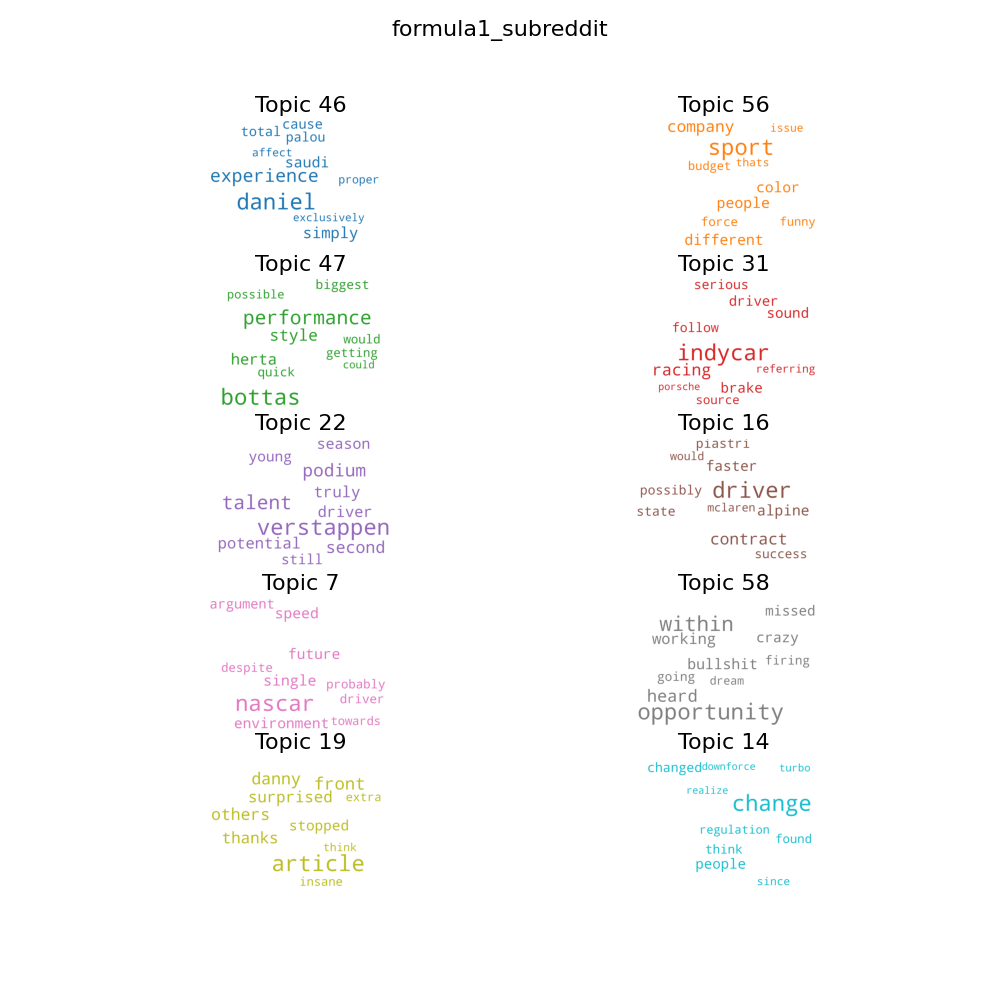 formula1_subreddit
Topic 46
cause
total
palou
affect
saudi
experience
proper
daniel
exclusively
simply
Topic 56
company
issue
sport
budget
thats
color
people
force
funny
different
Topic 47
biggest
possible
performance
style
would
getting
herta
could
quick
bottas
Topic 31
serious
driver
sound
follow
indycar
racing
referring
porsche
brake
source
Topic 22
season
young
podium
truly
talent
driver
verstappen
potential
second
still
Topic 16
piastri
would
faster
possibly
driver
state
mclaren
alpine
contract
success
Topic 7
argument
speed
future
despite
single
probably
nascar
driver
environment
towards
Topic 58
missed
within
working
crazy
bullshit
firing
going
dream
heard
opportunity
Topic 19
danny
front
surprised
extra
others
stopped
thanks
think
article
insane
Topic 14
changed
downforce
turbo
realize
change
regulation
found
think
people
since